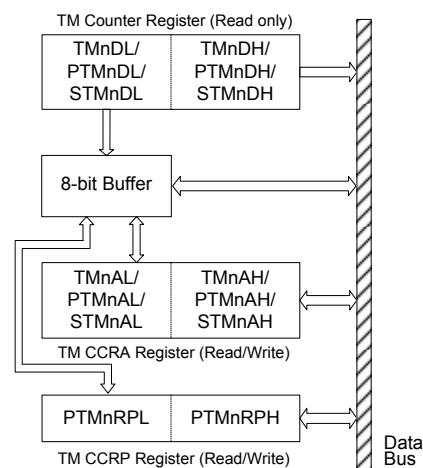 TM Counter Register (Read only)
TMnDL/ TMnDH/
PTMnDL/ PTMnDH/
STMnDL STMnDH
8-bit Buffer
TMnAL/ TMnAH/
PTMnAL/ PTMnAH/
STMnAL STMnAH
TM CCRA Register (Read/Write)
PTMnRPL PTMnRPH
TM CCRP Register (Read/Write)
Data
Bus